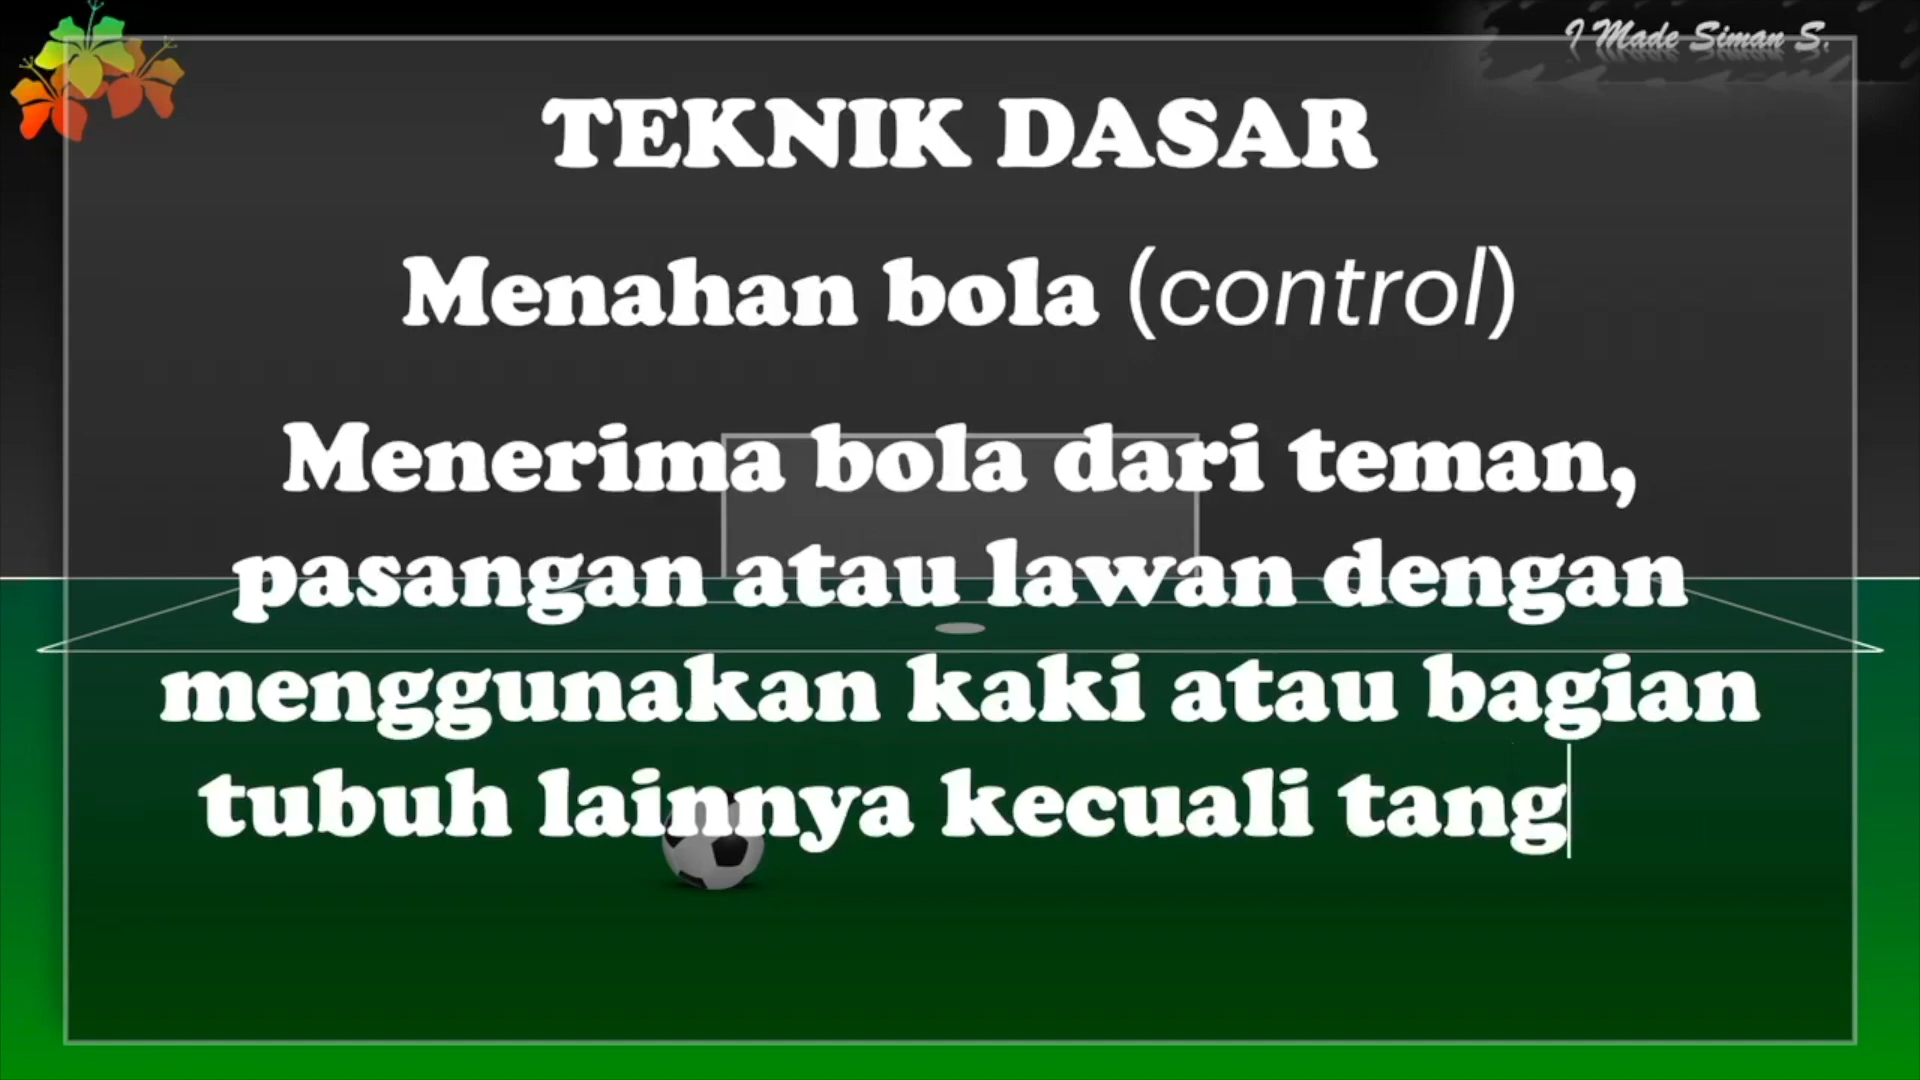 I Made Siman S.
TEKNIK DASAR
Menahan bola (control)
Menerima bola dari teman,
pasangan atau lawan dengan
menggunakan kaki atau bagian
tubuh lainnya kecuali tang